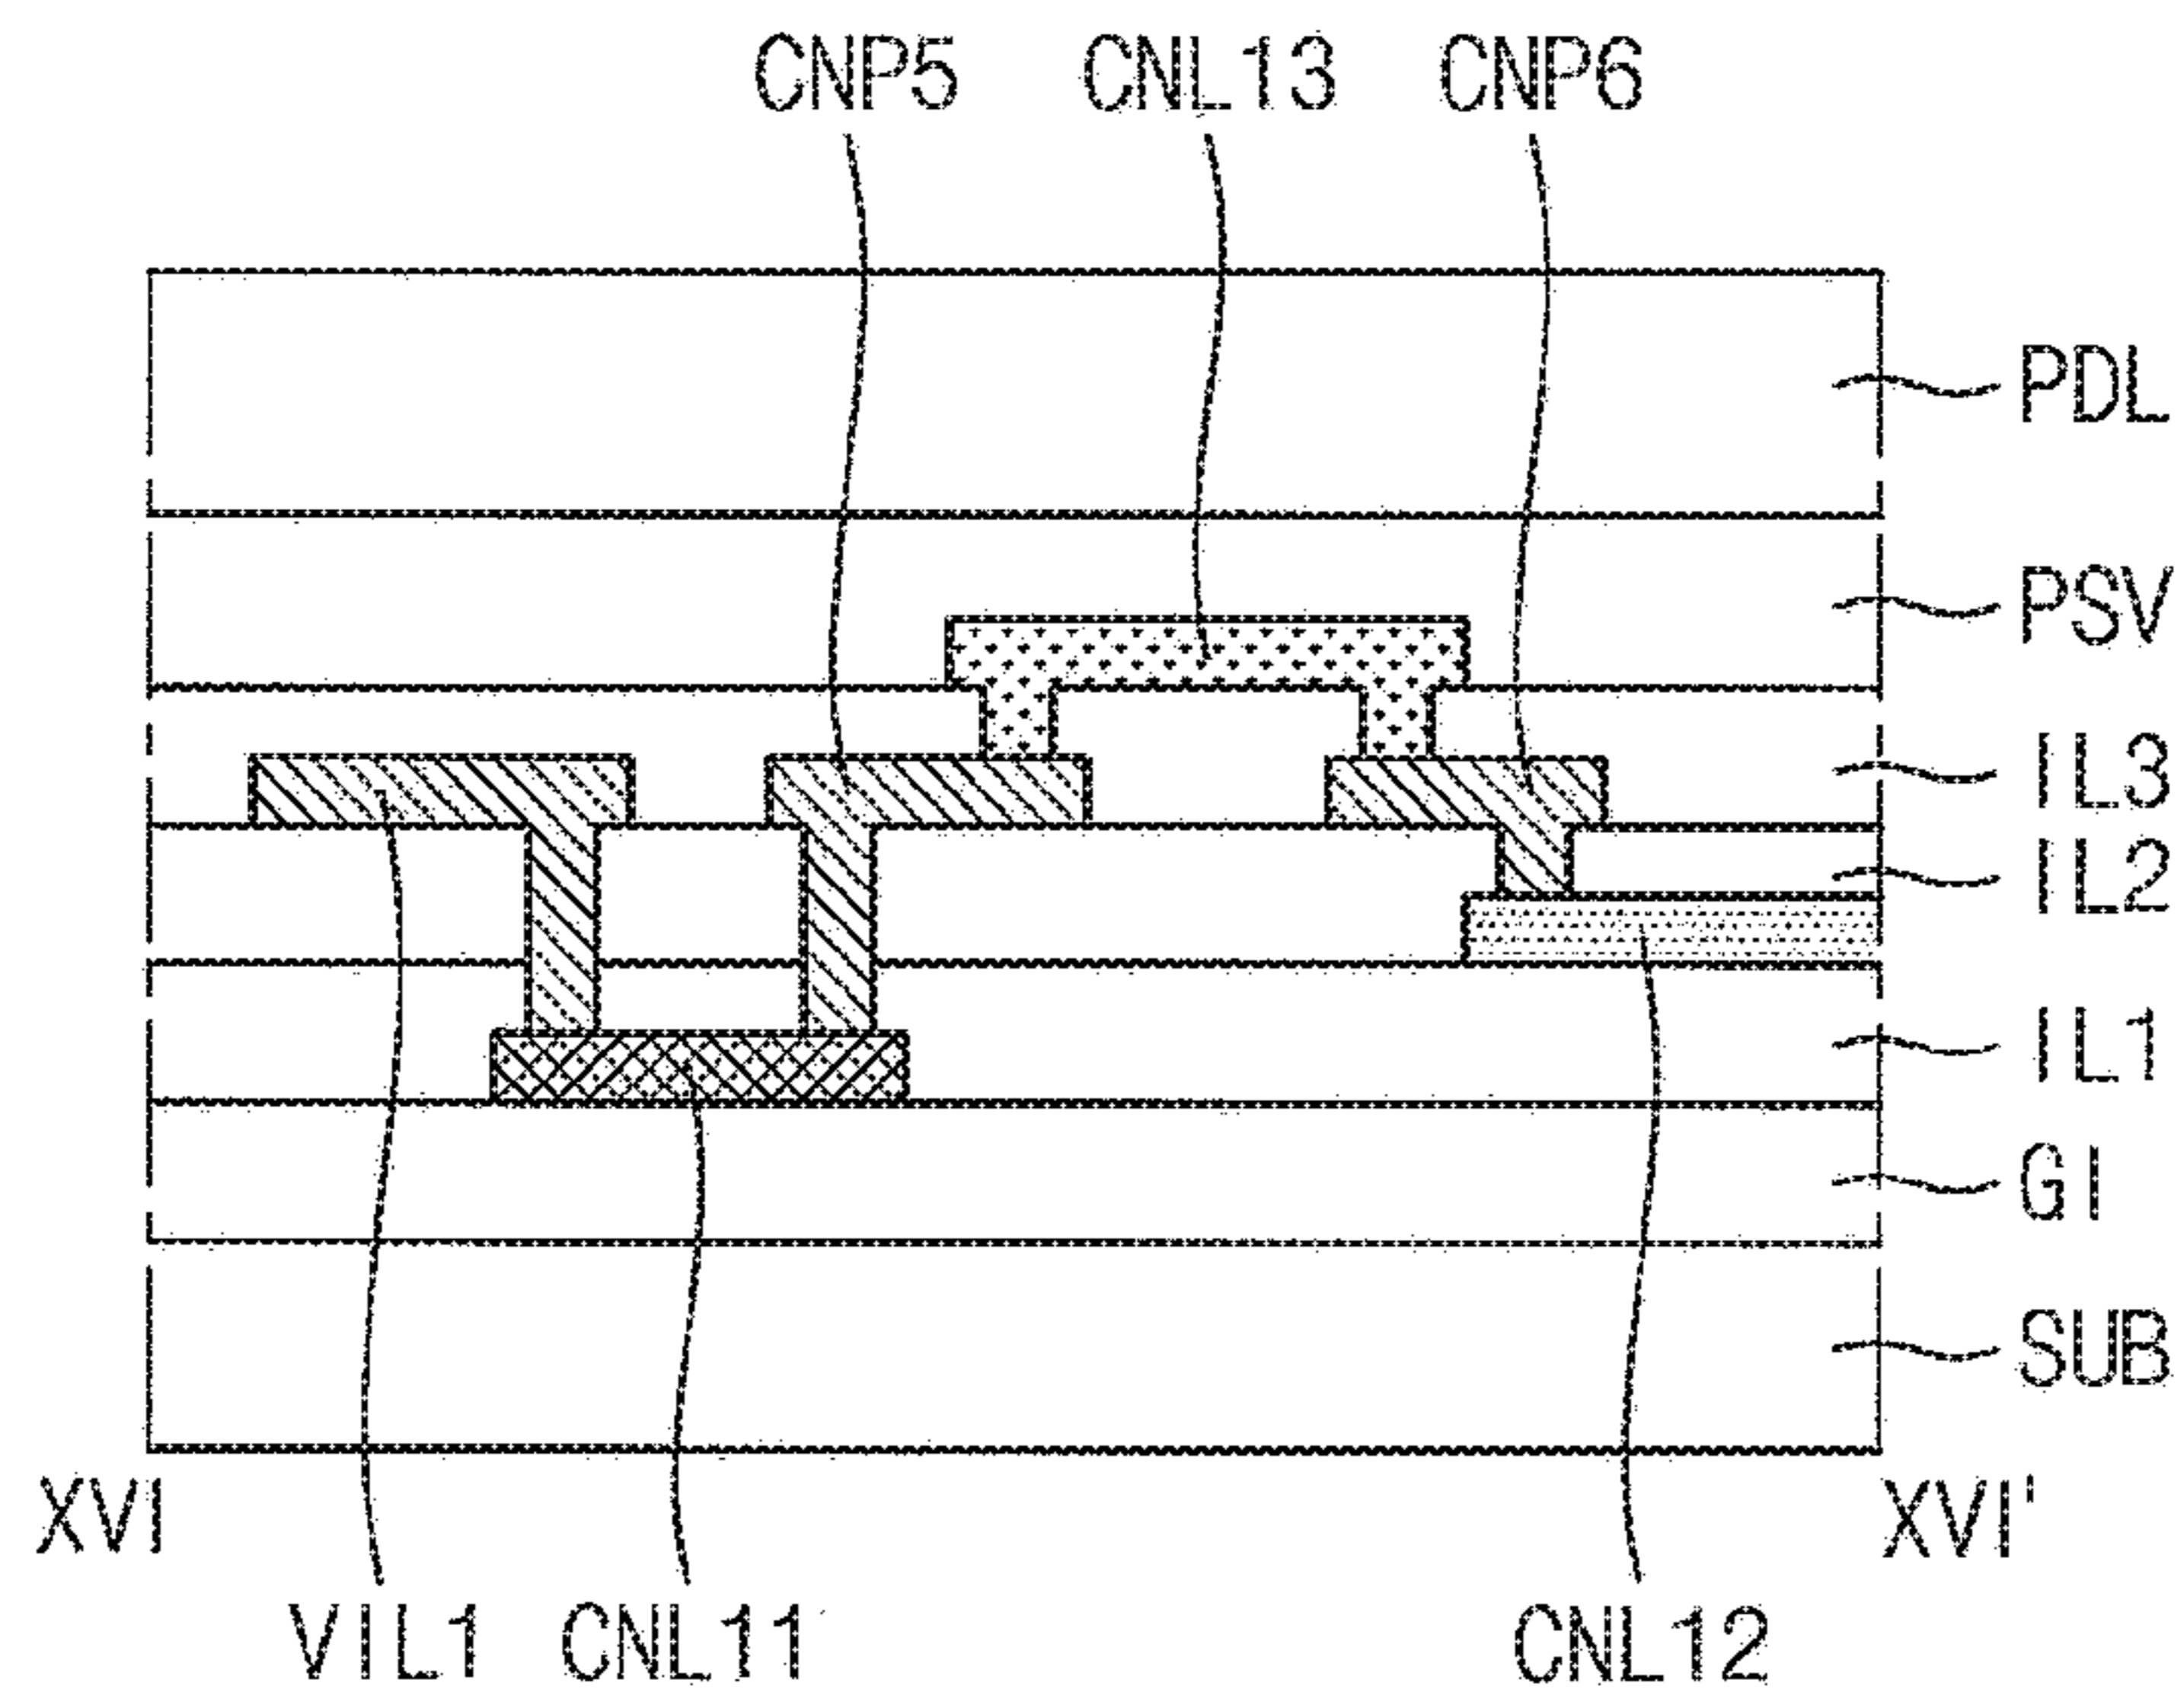 CNP5 CNL13 CNP6
PDL
PSV
IL3
IL2
IL1
GI
SUB
XVI XVI'
VIL1 CNL11 CNL12